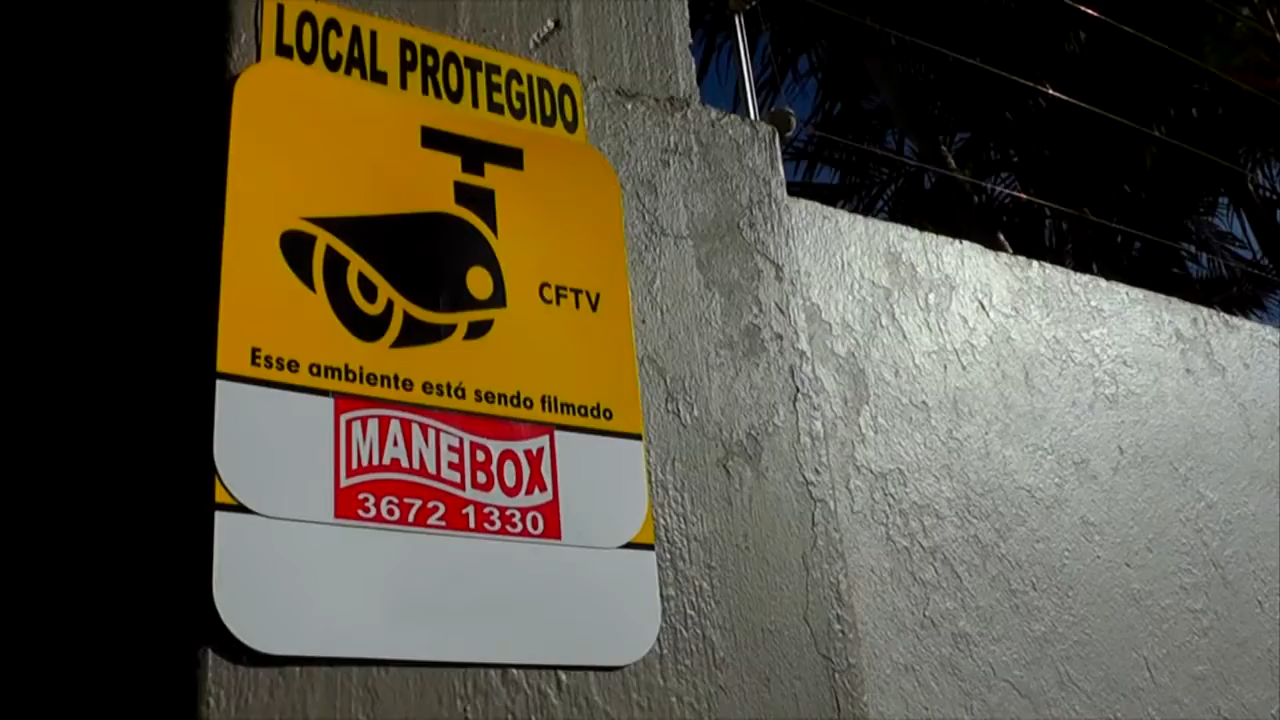 LOCAL PROTEGIDO
CFTV
Esse ambiente está sendo filmado
MANEBOX
3672 1330